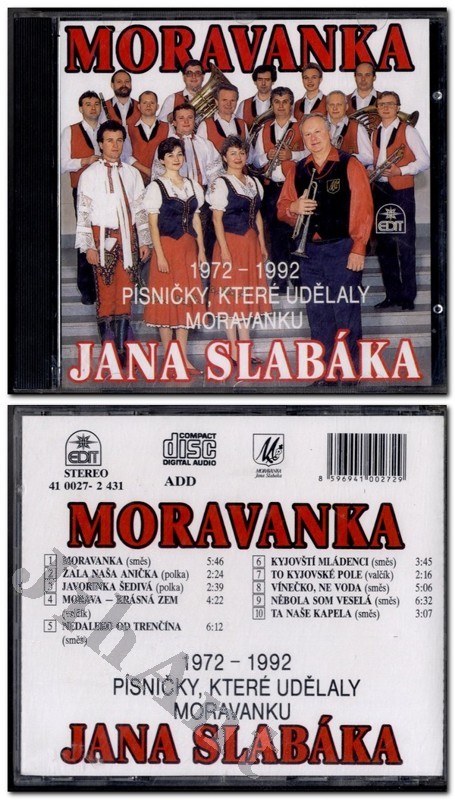 MORAVANKA
EDIT
1972 - 1992
PÍSNIČKY, KTERÉ UDĚLALY
MORAVANKU
JANA SLABÁKA
EDIT
STEREO
41 0027- 2 431
COMPACT
disc
DIGITAL AUDIO
ADD
MORAVANKA
Jana Slabáka
8 596941 002729
MORAVANKA
1 MORAVANKA (směs) 5:46
2 ŽALA NAŠA ANIČKA (polka) 2:24
3 JAVORINKA ŠEDIVÁ (polka) 2:39
4 MORAVA – KRÁSNÁ ZEM 4:22
(valčík)
5 NEDALEKO OD TRENČÍNA 6:12
(směs)
6 KYJOVŠTÍ MLÁDENCI (směs) 3:45
7 TO KYJOVSKÉ POLE (valčík) 2:16
8 VÍNEČKO, NE VODA (směs) 5:06
9 NĚBOLA SOM VESELÁ (směs) 6:32
10 TA NAŠE KAPELA (směs) 3:07
1972 - 1992
PÍSNIČKY, KTERÉ UDĚLALY
MORAVANKU
JANA SLABÁKA